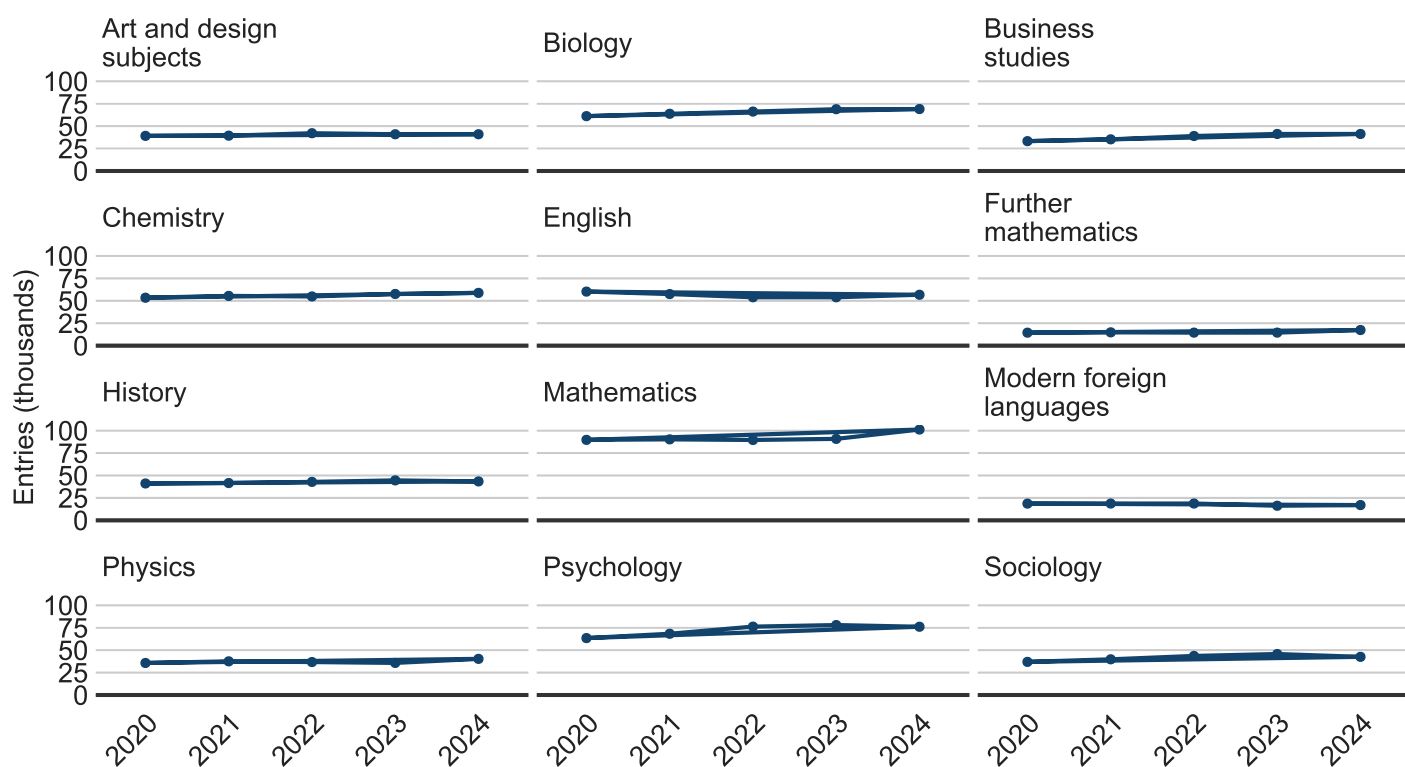 Art and design
subjects
Biology
Business
studies
100
75
50
25
0
Chemistry
English
Further
mathematics
100
75
50
25
0
Entries (thousands)
History
Mathematics
Modern foreign
languages
100
75
50
25
0
Physics
Psychology
Sociology
100
75
50
25
0
2020 2021 2022 2023 2024 2020 2021 2022 2023 2024 2020 2021 2022 2023 2024